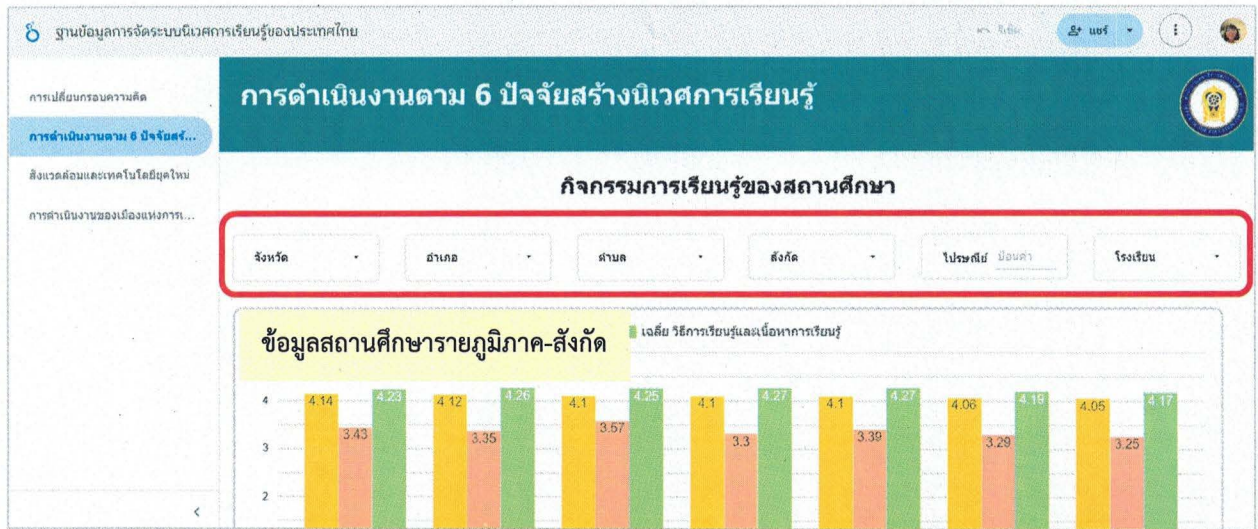 ฐานข้อมูลการจัดระบบนิเวศการเรียนรู้ของประเทศไทย
รีเซ็ต
แชร์
การเปลี่ยนกรอบความคิด
การดำเนินงานตาม 6 ปัจจัยสร้...
สิ่งแวดล้อมและเทคโนโลยียุคใหม่
การดำเนินงานของเมืองแห่งการเ...
การดำเนินงานตาม 6 ปัจจัยสร้างนิเวศการเรียนรู้
กิจกรรมการเรียนรู้ของสถานศึกษา
จังหวัด อำเภอ ตำบล สังกัด ไปรษณีย์ ป้อนค่า โรงเรียน
ข้อมูลสถานศึกษารายภูมิภาค-สังกัด
เฉลี่ย วิธีการเรียนรู้และเนื้อหาการเรียนรู้
4
3
2
4.14 3.43 4.23
4.12 3.35 4.26
4.1 3.57 4.25
4.1 3.3 4.27
4.1 3.39 4.27
4.06 3.29 4.19
4.05 3.25 4.17